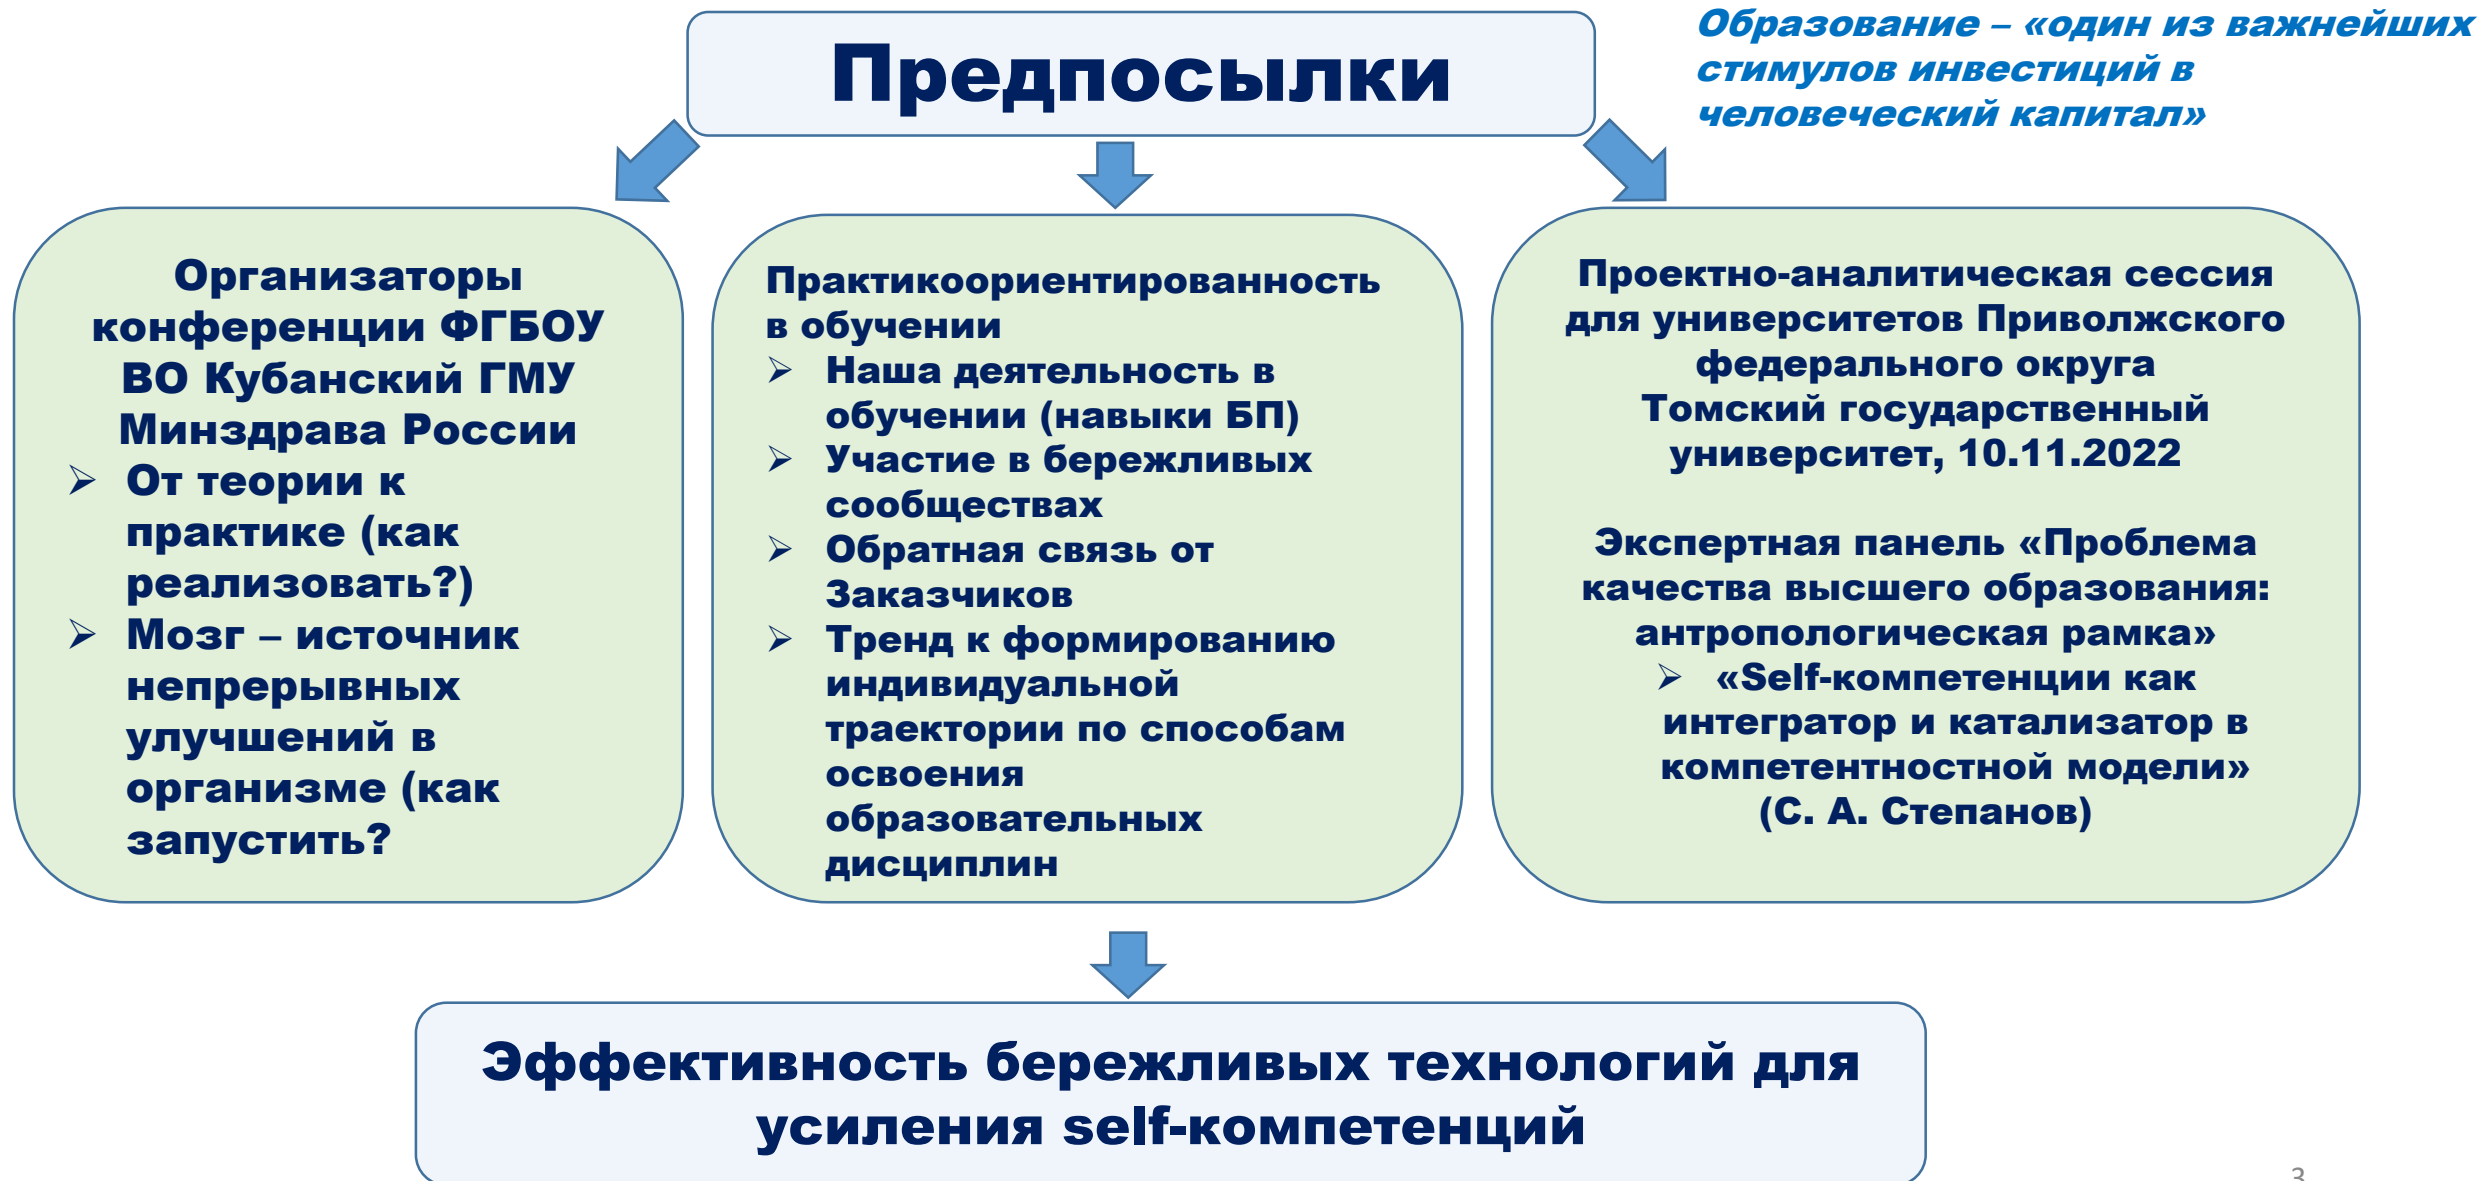 Предпосылки
Образование – «один из важнейших
стимулов инвестиций в
человеческий капитал»
Организаторы
конференции ФГБОУ
ВО Кубанский ГМУ
Минздрава России
➢ От теории к
практике (как
реализовать?)
➢ Мозг – источник
непрерывных
улучшений в
организме (как
запустить?
Практикоориентированность
в обучении
➢ Наша деятельность в
обучении (навыки БП)
➢ Участие в бережливых
сообществах
➢ Обратная связь от
Заказчиков
➢ Тренд к формированию
индивидуальной
траектории по способам
освоения
образовательных
дисциплин
Проектно-аналитическая сессия
для университетов Приволжского
федерального округа
Томский государственный
университет, 10.11.2022
Экспертная панель «Проблема
качества высшего образования:
антропологическая рамка»
➢ «Self-компетенции как
интегратор и катализатор в
компетентностной модели»
(С. А. Степанов)
Эффективность бережливых технологий для
усиления self-компетенций
3